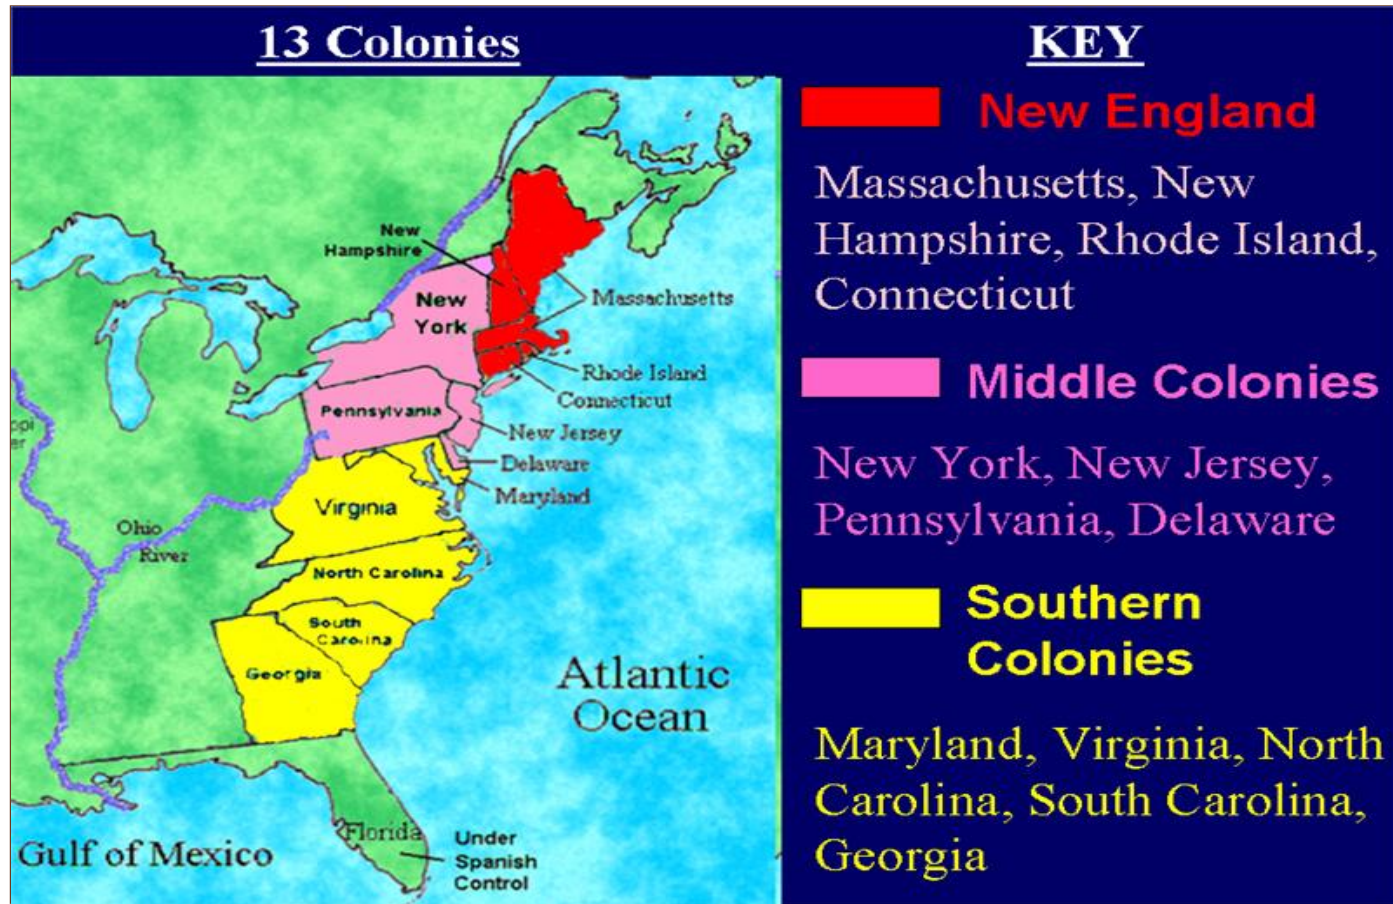 13 Colonies
New
Hampshire
New
York
Massachusetts
Rhode Island
Connecticut
Pennsylvania
New Jersey
Delaware
Maryland
Virginia
Ohio
River
North Carolina
South
Carolina
Georgia
Atlantic
Ocean
Florida
Under
Spanish
Control
Gulf of Mexico
KEY
New England
Massachusetts, New
Hampshire, Rhode Island,
Connecticut
Middle Colonies
New York, New Jersey,
Pennsylvania, Delaware
Southern
Colonies
Maryland, Virginia, North
Carolina, South Carolina,
Georgia